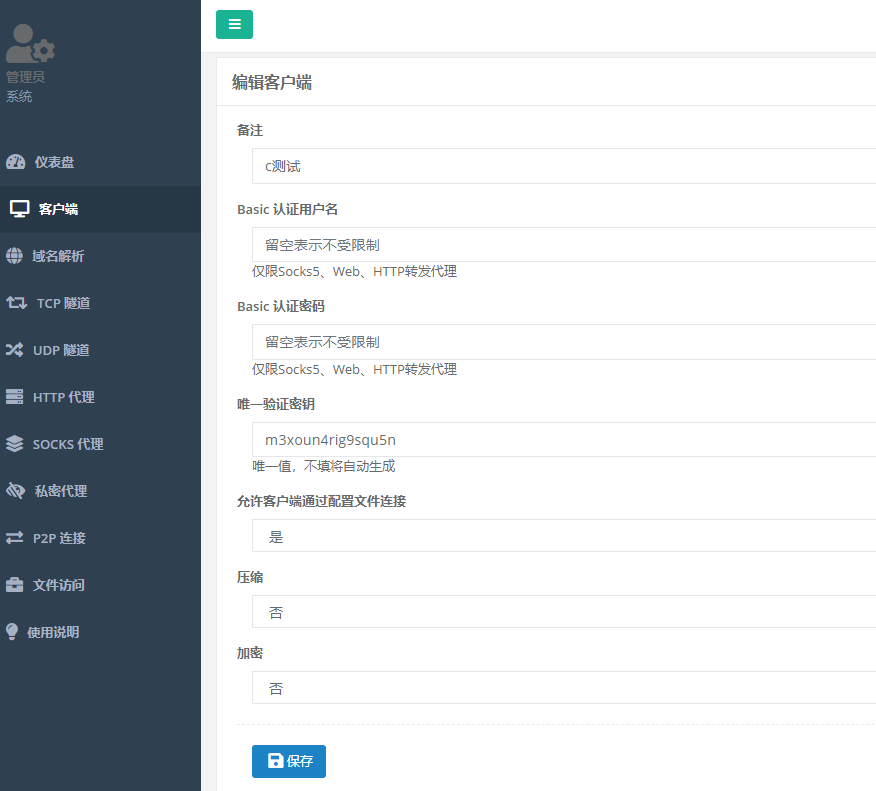 管理员
系统
仪表盘
客户端
域名解析
TCP 隧道
UDP 隧道
HTTP 代理
SOCKS 代理
私密代理
P2P 连接
文件访问
使用说明
编辑客户端
备注
c测试
Basic 认证用户名
留空表示不受限制
仅限Socks5、Web、HTTP转发代理
Basic 认证密码
留空表示不受限制
仅限Socks5、Web、HTTP转发代理
唯一验证密钥
m3xoun4rig9squ5n
唯一值，不填将自动生成
允许客户端通过配置文件连接
是
压缩
否
加密
否
保存